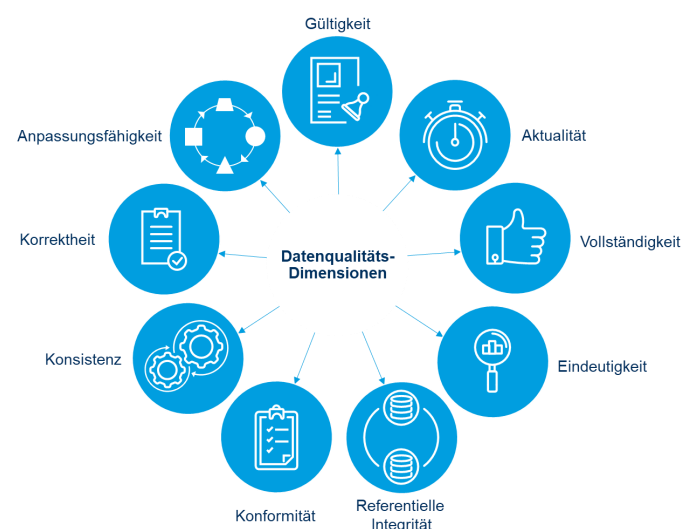 Gültigkeit
Anpassungsfähigkeit
Aktualität
Korrektheit
Vollständigkeit
Datenqualitäts-
Dimensionen
Konsistenz
Eindeutigkeit
Konformität
Referentielle
Integrität